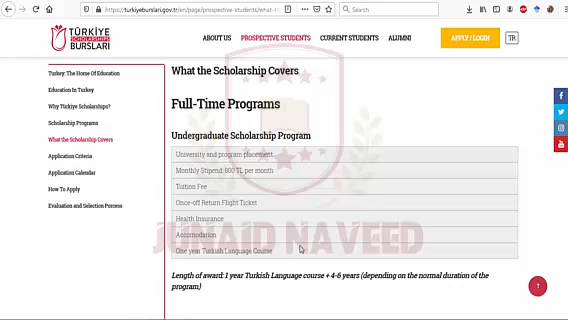 https://turkiyeburslari.gov.tr/en/page/prospective-students/what-t
Search
TÜRKİYE
SCHOLARSHIPS
BURSLARI
ABOUT US
PROSPECTIVE STUDENTS
CURRENT STUDENTS
ALUMNI
APPLY / LOGIN
TR
Turkey: The Home Of Education
Education In Turkey
Why Türkiye Scholarships?
Scholarship Programs
What the Scholarship Covers
Application Criteria
Application Calendar
How To Apply
Evaluation and Selection Process
What the Scholarship Covers
Full-Time Programs
Undergraduate Scholarship Program
University and program placement
Monthly Stipend: 800 TL per month
Tuition Fee
Once-off Return Flight Ticket
Health Insurance
Accomodation
One year Turkish Language Course
Length of award: 1 year Turkish Language course + 4-6 years (depending on the normal duration of the
program)
JUNAID NAVEED